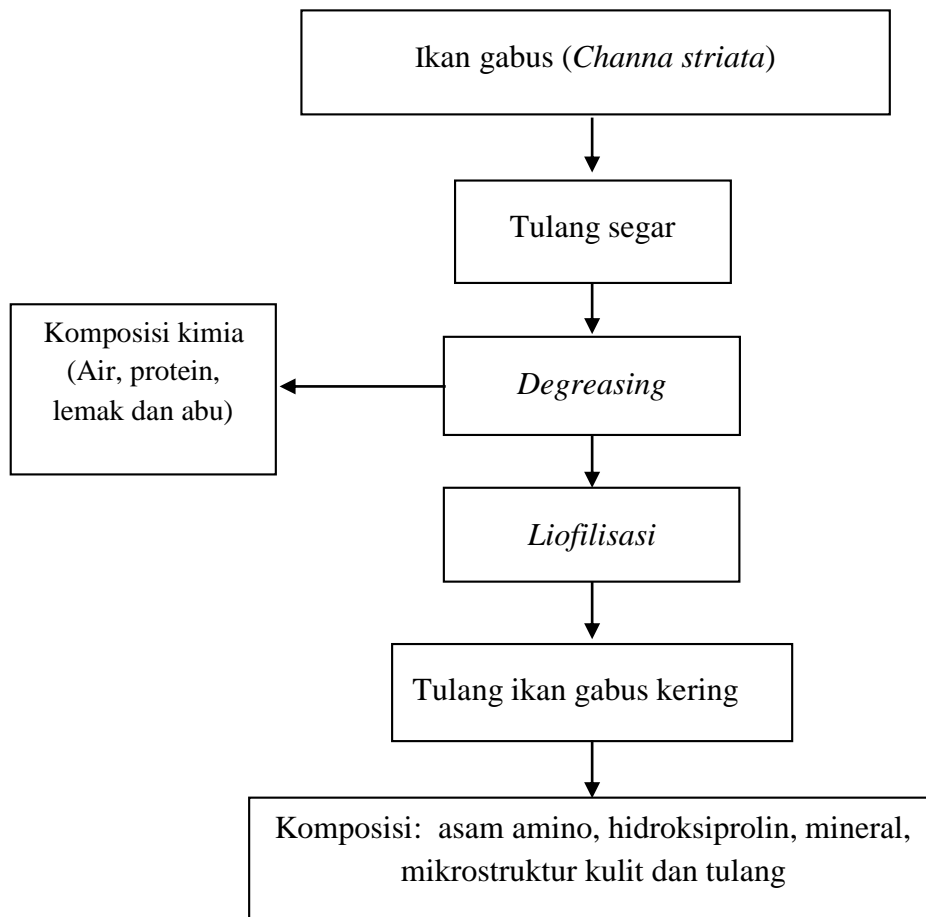 Ikan gabus (Channa striata)
Tulang segar
Komposisi kimia
(Air, protein,
lemak dan abu)
Degreasing
Liofilisasi
Tulang ikan gabus kering
Komposisi:  asam amino, hidroksiprolin, mineral,
mikrostruktur kulit dan tulang